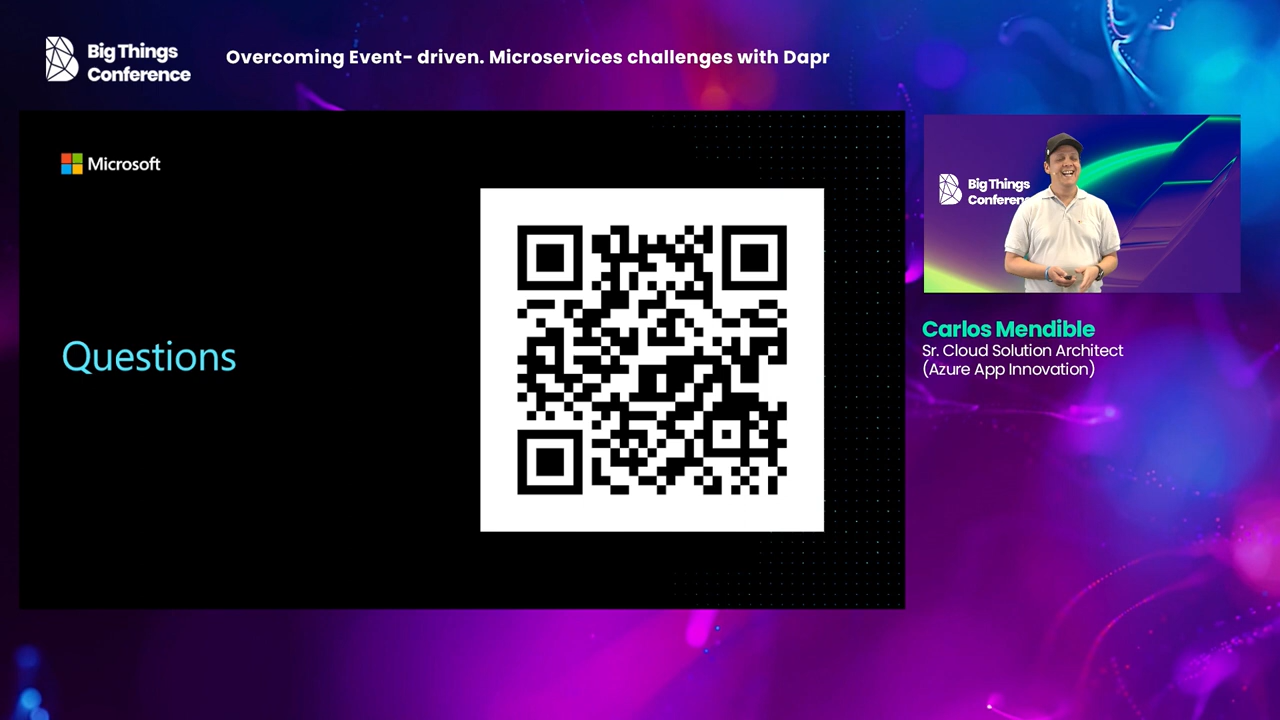 Big Things
Conference
Overcoming Event- driven. Microservices challenges with Dapr
Microsoft
Questions
Big Things
Conferen
Carlos Mendible
Sr. Cloud Solution Architect
(Azure App Innovation)